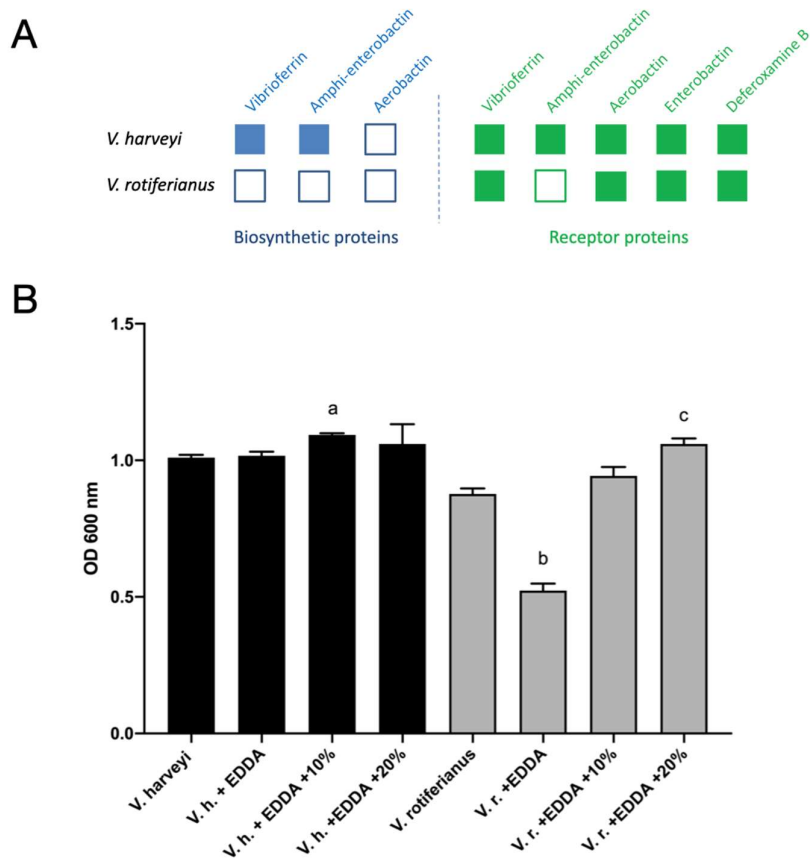 A
Vibrioferrin
Amphi-enterobactin
Aerobactin
Vibrioferrin
Amphi-enterobactin
Aerobactin
Enterobactin
Deferoxamine B
V. harveyi
V. rotiferianus
Biosynthetic proteins
Receptor proteins
B
OD 600 nm
1.5
1.0
0.5
0.0
a
b
c
V. harveyi
V. h. + EDDA
V. h. + EDDA +10%
V. h. +EDDA +20%
V. rotiferianus
V. r. +EDDA
V. r. +EDDA +10%
V. r. +EDDA +20%